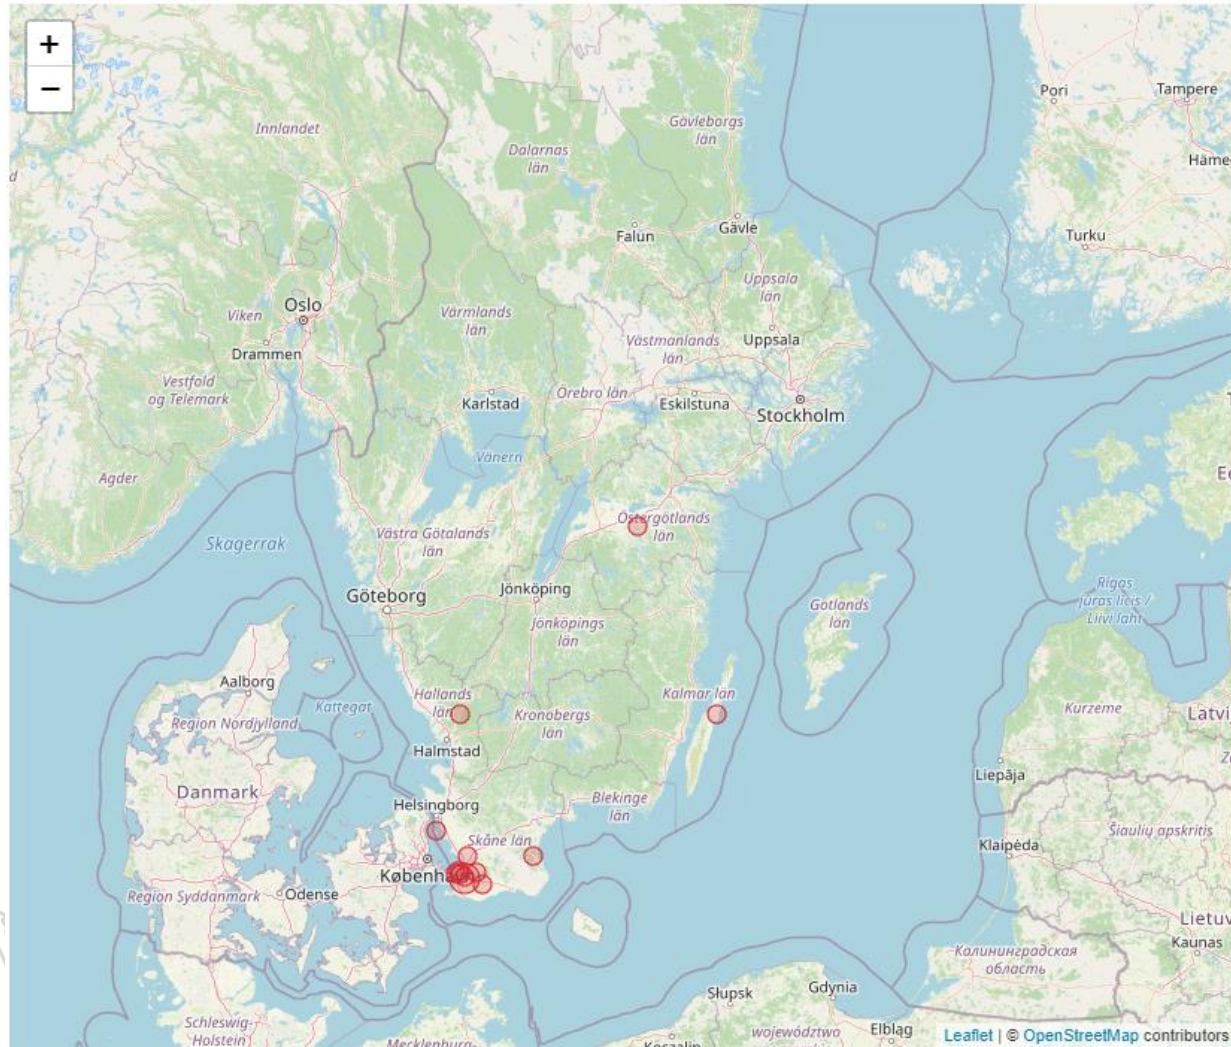 +
−
Pori
Tampere
Gävleborgs
län
Innlandet
Dalarnas
län
Häme
d
Falun
Gävle
Turku
Uppsala
län
Oslo
Viken
Värmlands
län
Drammen
Västmanlands
län
Uppsala
Vestfold
og Telemark
Karlstad
Örebro län
Eskilstuna
Stockholm
Vänern
Agder
Östergötlands
län
Skagerrak
Västra Götalands
län
Göteborg
Jönköping
Gotlands
län
Rīgas
jūras līcis /
Liivi laht
Jönköpings
län
Aalborg
Hallands
län
Kalmar län
Kattegat
Region Nordjylland
Kronobergs
län
Kurzeme
Latvi
Halmstad
Liepāja
Danmark
Helsingborg
Blekinge
län
Šiaulių apskritis
Skåne län
Klaipėda
København
Region Syddanmark
Odense
Lietuv
Kaunas
Калининградская
область
Słupsk
Gdynia
Schleswig-
Holstein
Mecklenburg-
Koszalin
województwo
Elbląg
Leaflet | © OpenStreetMap contributors